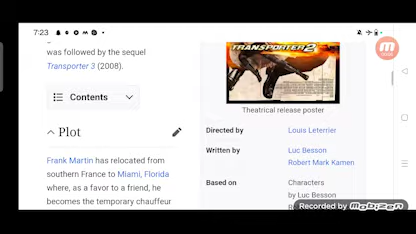 7:23
was followed by the sequel
Transporter 3 (2008).
Contents
Plot
Frank Martin has relocated from
southern France to Miami, Florida
where, as a favor to a friend, he
becomes the temporary chauffeur
TRANSPORTER 2
Theatrical release poster
Directed by Louis Leterrier
Written by Luc Besson
Robert Mark Kamen
Based on Characters
by Luc Besson
Recorded by Mobizen